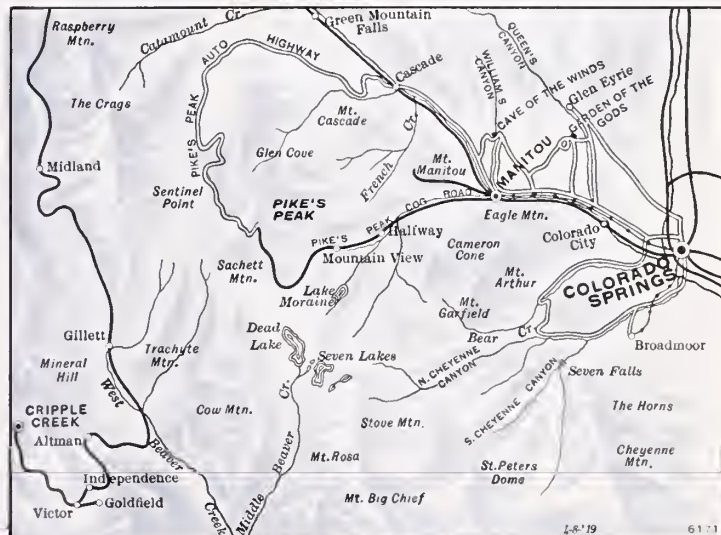 Raspberry
Mtn.
Catamount Cr.
Green Mountain
Falls
QUEEN'S
CANYON
AUTO HIGHWAY
Cascade
WILLIAM'S
CANYON
CAVE OF THE WINDS
Glen Eyrie
GARDEN OF THE
GODS
The Crags
PIKE'S PEAK
Mt.
Cascade
Glen Cove
French Cr.
Midland
Mt.
Manitou
MANITOU
Sentinel
Point
PIKE'S
PEAK
PIKE'S PEAK COG ROAD
Halfway
Eagle Mtn.
Mountain View
Cameron
Cone
Colorado
City
Sachett
Mtn.
Lake
Moraine
Mt.
Arthur
COLORADO
SPRINGS
Mt.
Garfield
Bear Cr.
Dead
Lake
Seven Lakes
Gillett
Trachyte
Mtn.
Mineral
Hill
N. CHEYENNE
CANYON
Broadmoor
Seven Falls
S. CHEYENNE CANYON
West Beaver Creek
Cow Mtn.
Middle Beaver Cr.
Stove Mtn.
The Horns
CRIPPLE
CREEK
Altman
Mt. Rosa
St. Peters
Dome
Cheyenne
Mtn.
Independence
Goldfield
Victor
Mt. Big Chief
4-8-'19
6171